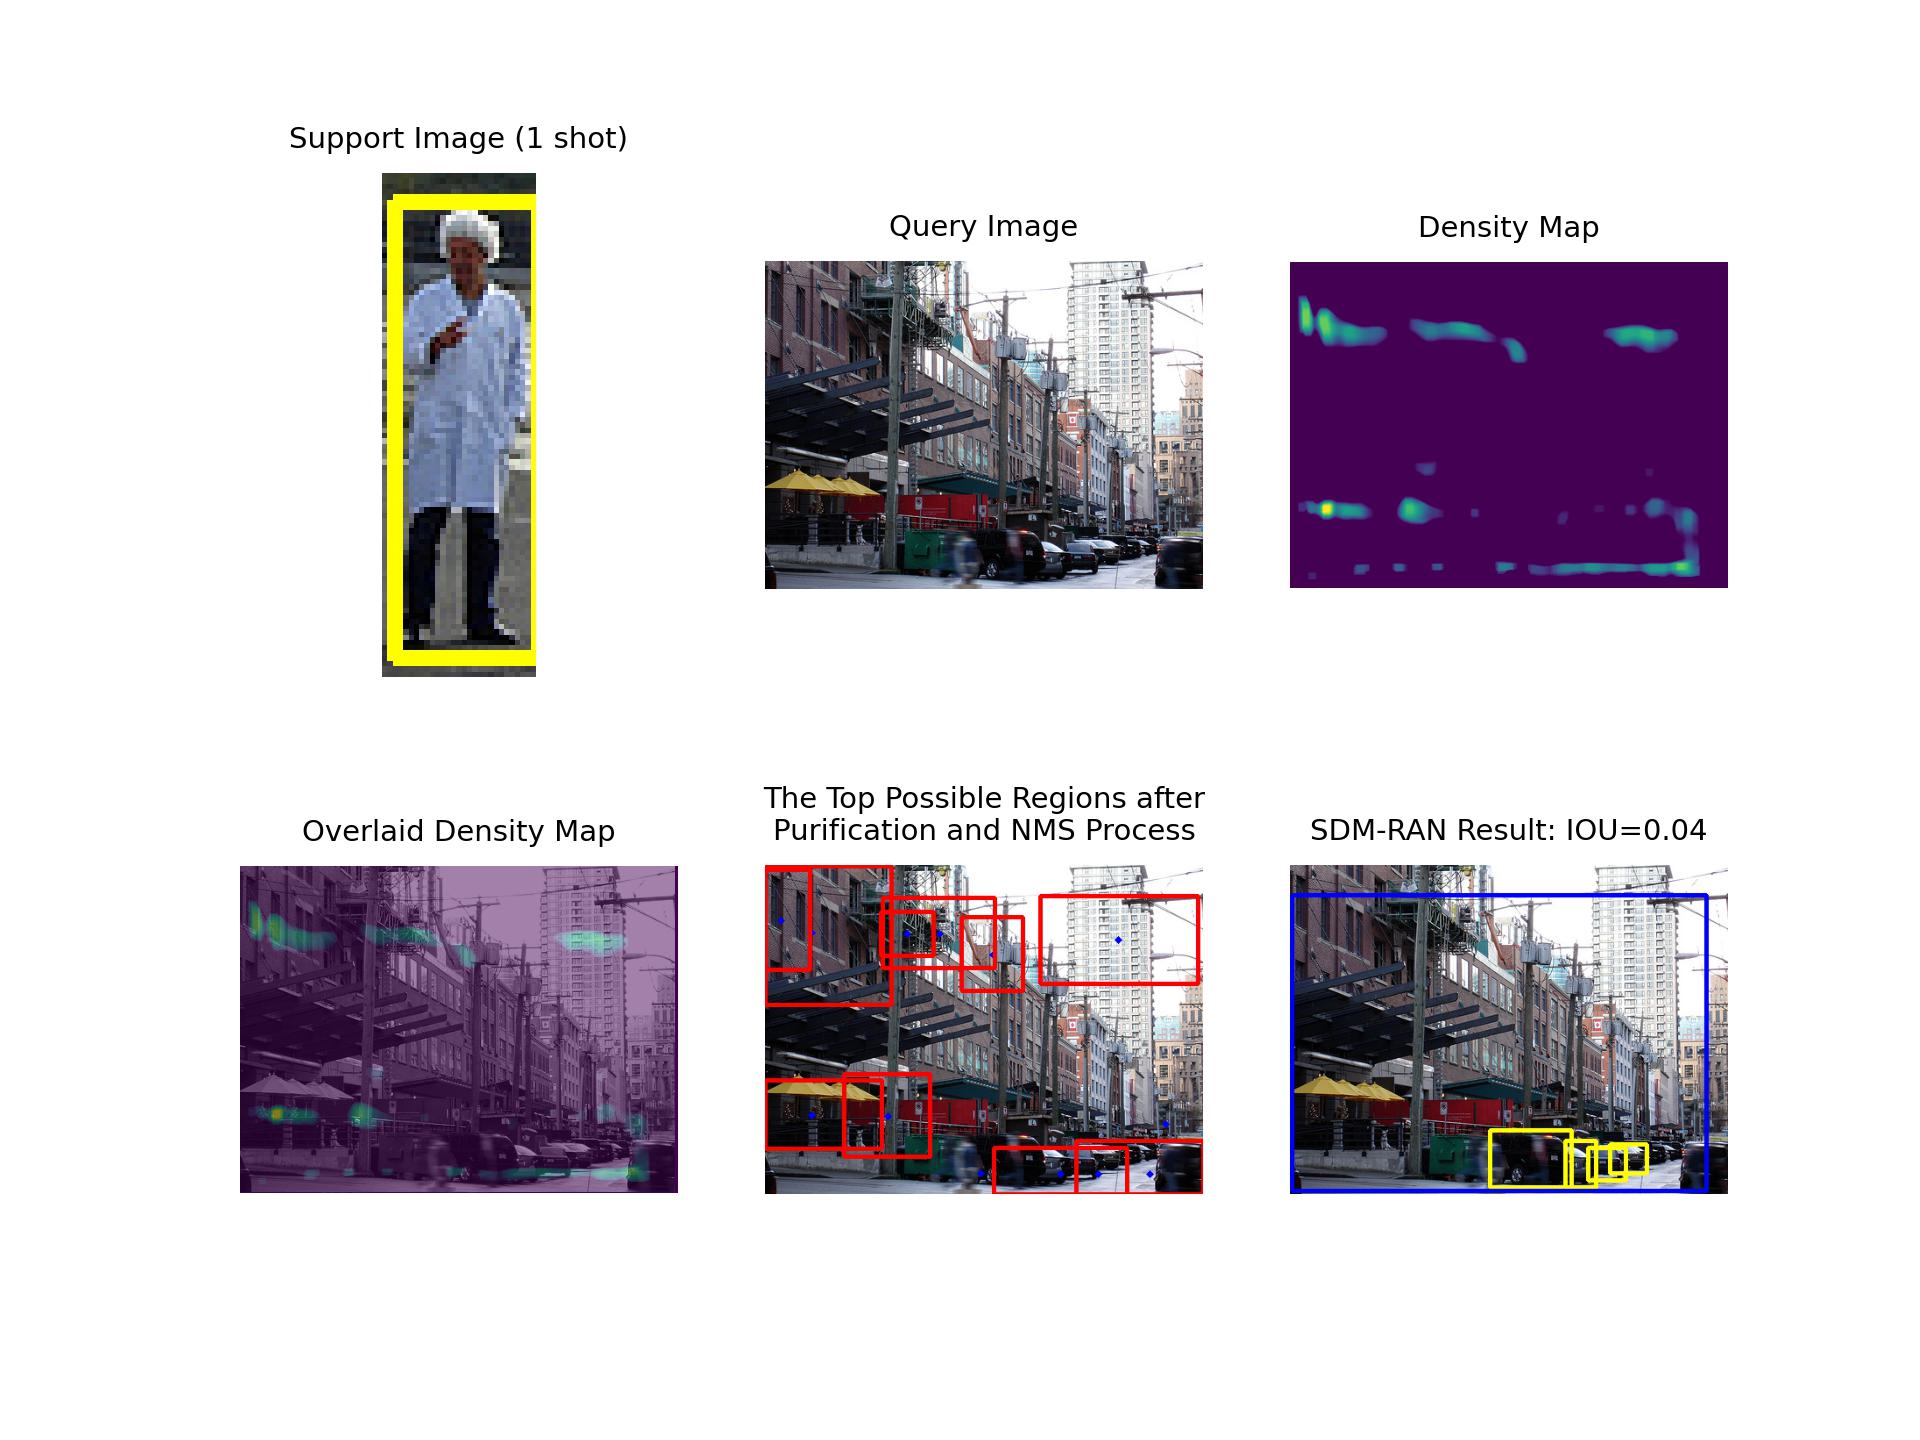 Support Image (1 shot)
Query Image
Density Map
Overlaid Density Map
The Top Possible Regions after
Purification and NMS Process
SDM-RAN Result: IOU=0.04